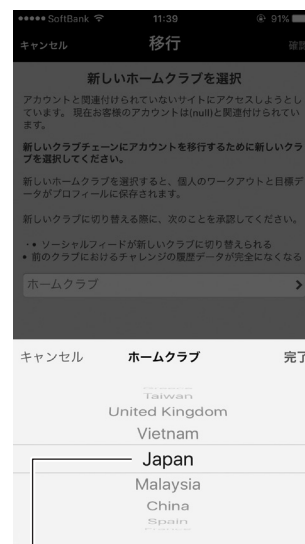 ●●●●● SoftBank 11:39 @ 91%
キャンセル 移行 確認
新しいホームクラブを選択
アカウントと関連付けられていないサイトにアクセスしようとし
ています。 現在お客様のアカウントは(null)と関連付けられてい
ます。
新しいクラブチェーンにアカウントを移行するために新しいクラ
ブを選択してください。
新しいホームクラブを選択すると、個人のワークアウトと目標デ
ータがプロフィールに保存されます。
新しいクラブに切り替える際に、次のことを承認してください。
・• ソーシャルフィードが新しいクラブに切り替えられる
• 前のクラブにおけるチャレンジの履歴データが完全になくなる
ホームクラブ
キャンセル ホームクラブ 完了
Taiwan
United Kingdom
Vietnam
Japan
Malaysia
China
Spain